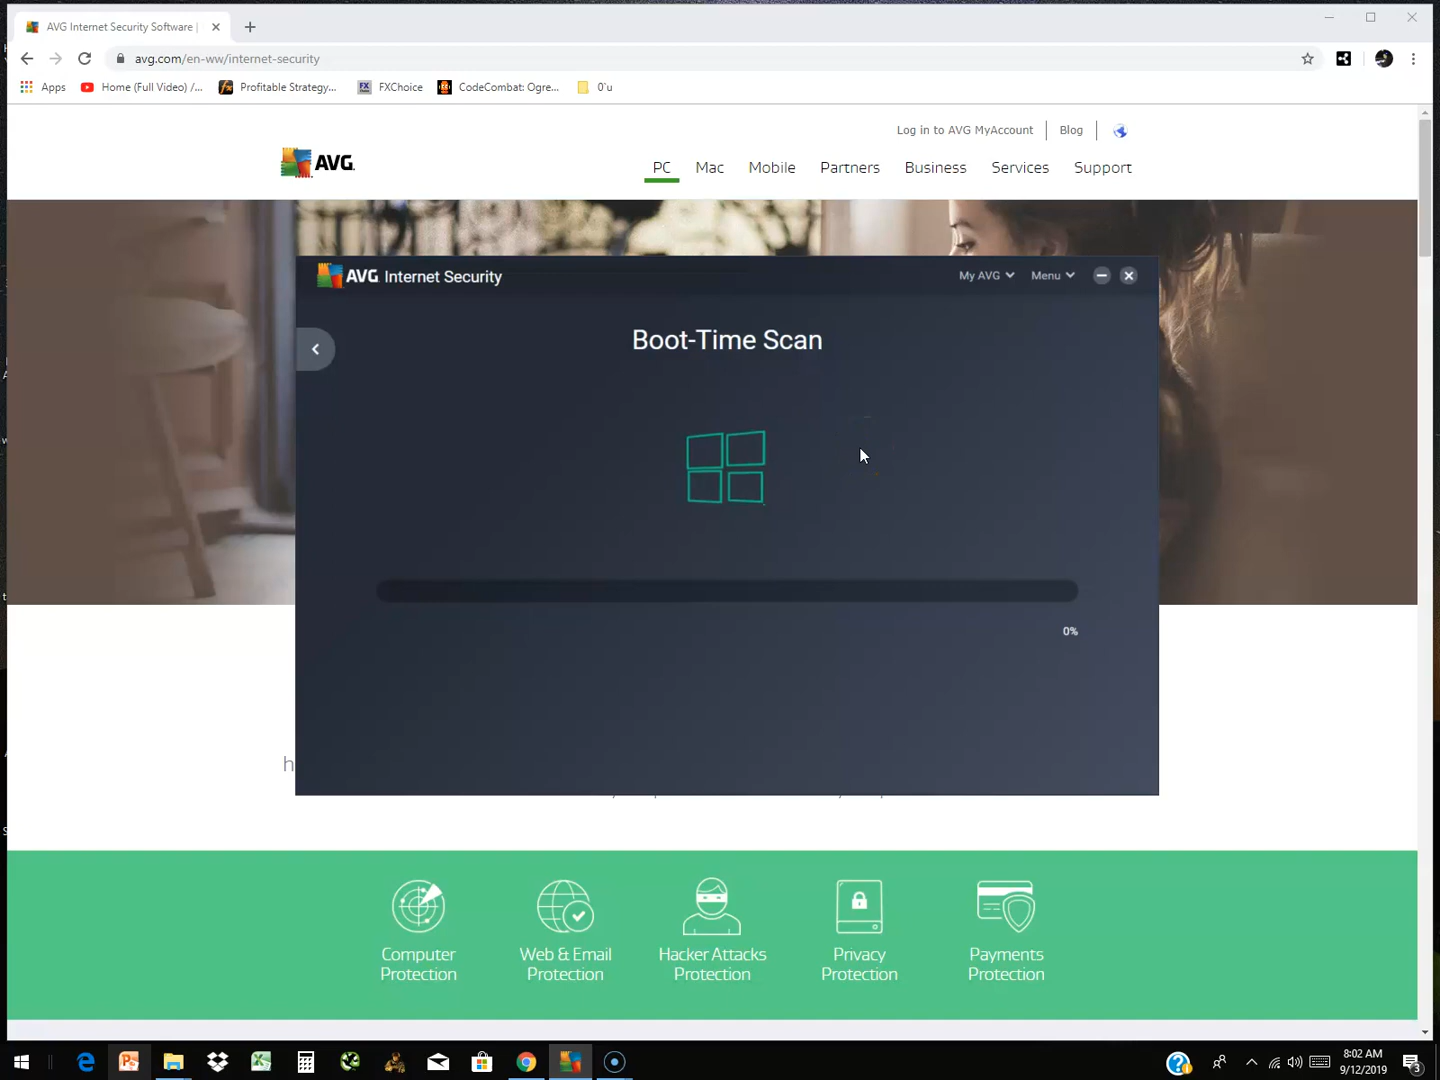 AVG Internet Security Software |
avg.com/en-ww/internet-security
Apps
Home (Full Video) /...
Profitable Strategy...
FX
FXChoice
CodeCombat: Ogre...
0`u
Log in to AVG MyAccount
Blog
AVG.
PC
Mac
Mobile
Partners
Business
Services
Support
AVG Internet Security
My AVG
Menu
Boot-Time Scan
0%
h
Computer
Protection
Web & Email
Protection
Hacker Attacks
Protection
Privacy
Protection
Payments
Protection
8:02 AM
9/12/2019
3